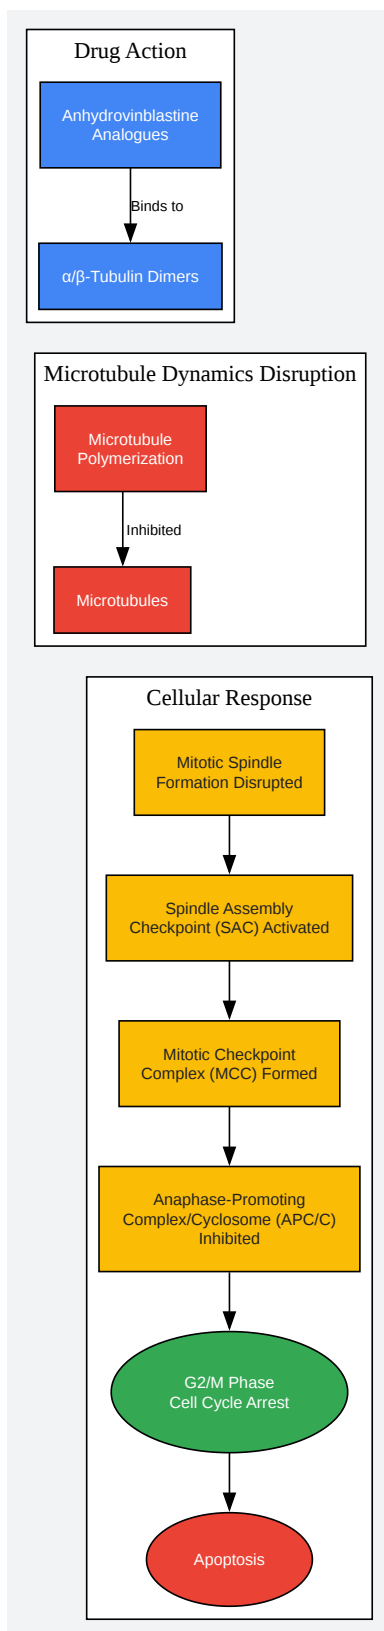 Drug Action
Anhydrovinblastine
Analogues
Binds to
α/β-Tubulin Dimers
Microtubule Dynamics Disruption
Microtubule
Polymerization
Inhibited
Microtubules
Cellular Response
Mitotic Spindle
Formation Disrupted
Spindle Assembly
Checkpoint (SAC) Activated
Mitotic Checkpoint
Complex (MCC) Formed
Anaphase-Promoting
Complex/Cyclosome (APC/C)
Inhibited
G2/M Phase
Cell Cycle Arrest
Apoptosis